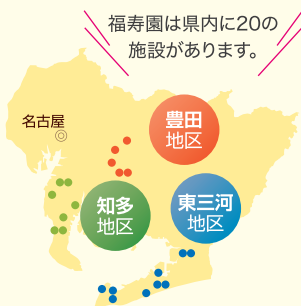 福寿園は県内に20の
施設があります。
名古屋
豊田
地区
知多
地区
東三河
地区